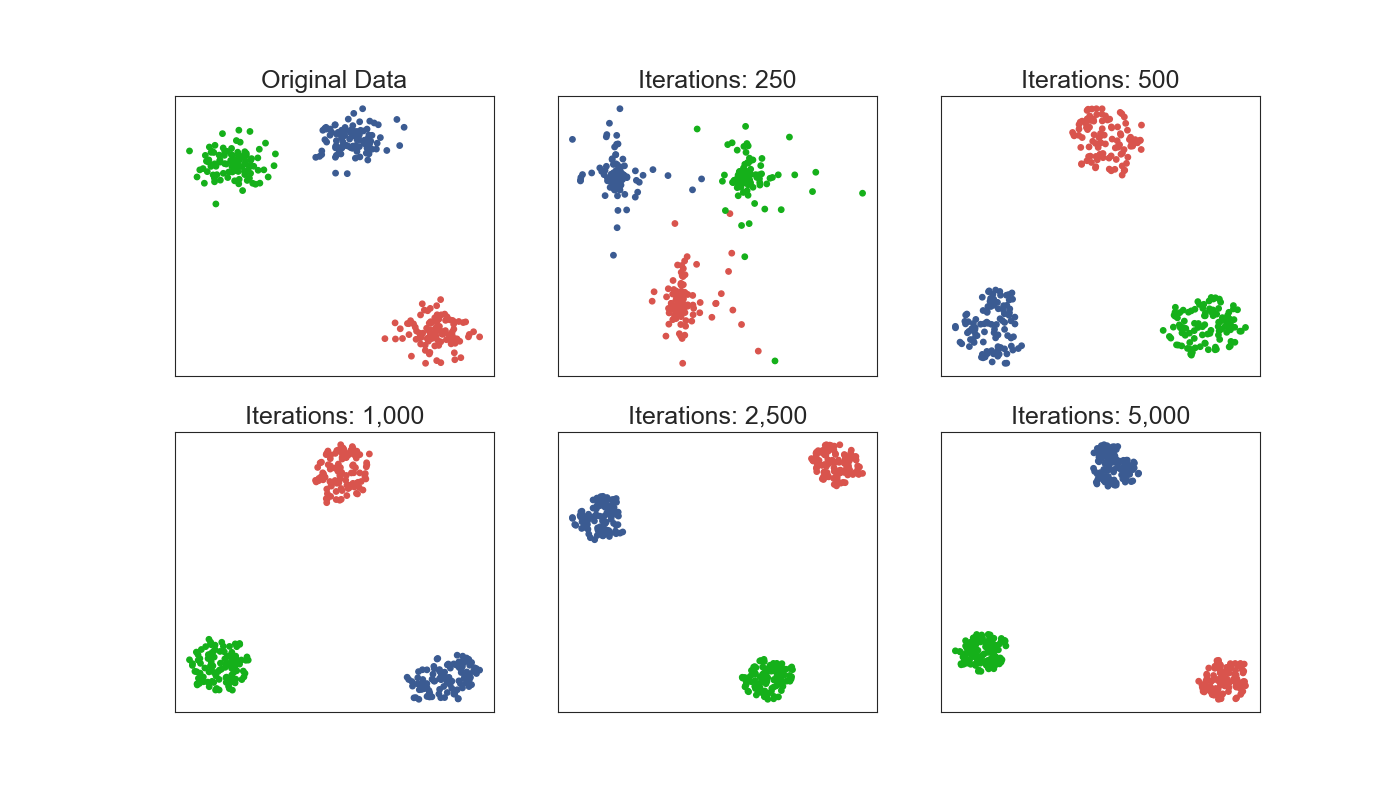 Original Data
Iterations: 250
Iterations: 500
Iterations: 1,000
Iterations: 2,500
Iterations: 5,000